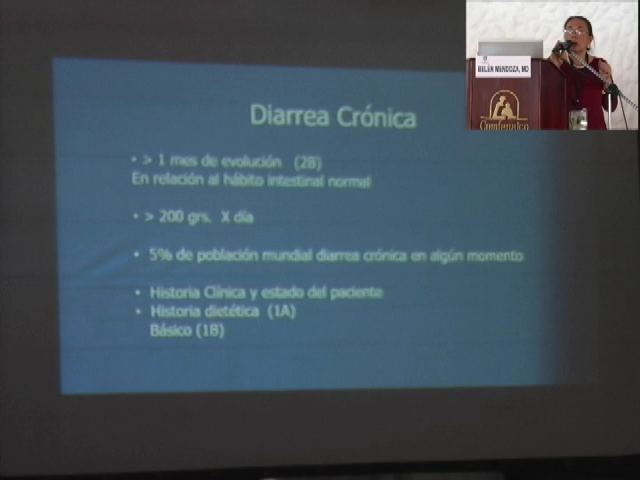 BELÉN MENDOZA, MD
Comfenalco
Diarrea Crónica
• > 1 mes de evolución (2B)
En relación al hábito intestinal normal
• > 200 grs. X día
• 5% de población mundial diarrea crónica en algún momento
• Historia Clínica y estado del paciente
• Historia dietética (1A)
Básico (1B)